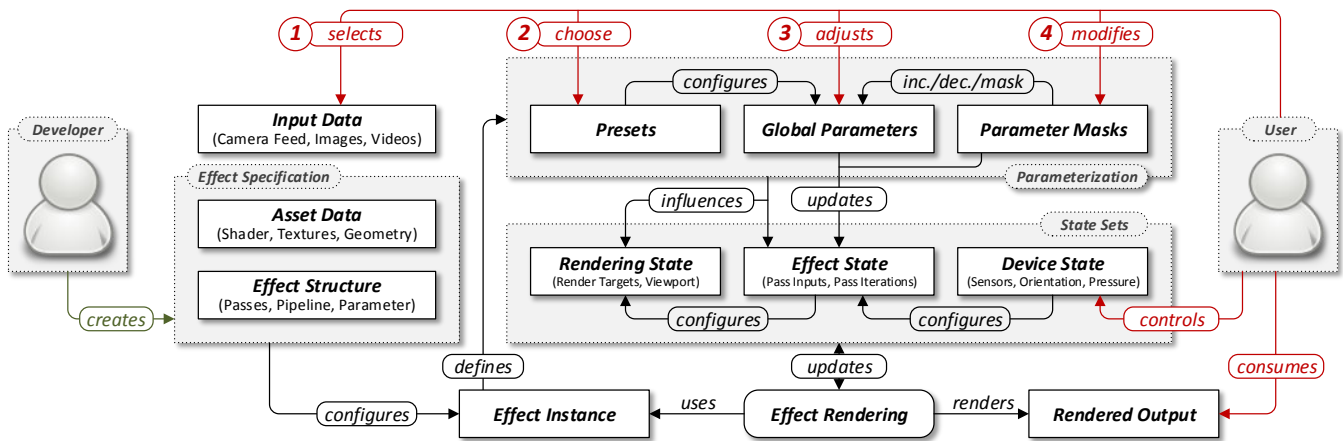 1 selects
2 choose
3 adjusts
4 modifies
configures
inc./dec./mask
Developer
Input Data
(Camera Feed, Images, Videos)
Presets
Global Parameters
Parameter Masks
User
Effect Specification
Parameterization
Asset Data
(Shader, Textures, Geometry)
influences
updates
State Sets
Rendering State
(Render Targets, Viewport)
Effect State
(Pass Inputs, Pass Iterations)
Device State
(Sensors, Orientation, Pressure)
Effect Structure
(Passes, Pipeline, Parameter)
creates
configures
configures
controls
defines
updates
consumes
configures
Effect Instance
uses
Effect Rendering
renders
Rendered Output